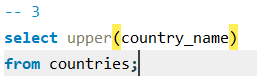 -- 3
select upper(country_name)
from countries;